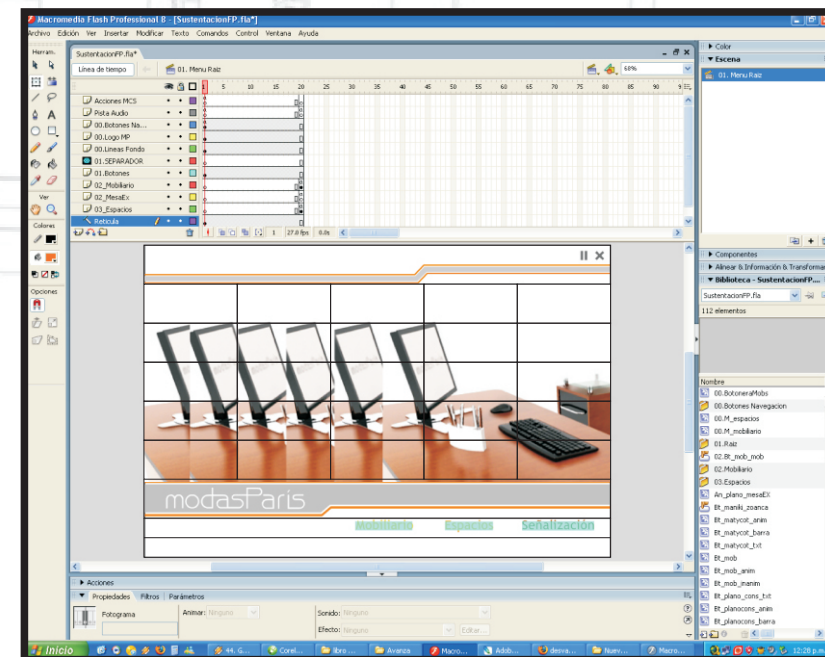 Macromedia Flash Professional 8 - [SustentacionFP.fla*]
Archivo Edición Ver Insertar Modificar Texto Comandos Control Ventana Ayuda
Herram.
SustentacionFP.fla*
Línea de tiempo
01. Menu Raiz
68%
1 5 10 15 20 25 30 35 40 45 50 55 60 65 70 75 80 85 90
Acciones MCS
Pista Audio
00.Botones Na...
00.Logo MP
00.Lineas Fondo
01.SEPARADOR
01.Botones
02_Mobiliario
02_MesaEx
03_Espacios
Reticula
1 27.0 fps 0.0s
Ver
Colores
Opciones
modasParis
Mobiliario Espacios Señalización
Acciones
Propiedades Filtros Parámetros
Fotograma
Animar: Ninguno
Sonido: Ninguno
Efecto: Ninguno
Editar...
Color
Escena
01. Menu Raiz
Componentes
Alinear & Información & Transformar
Biblioteca - SustentacionFP....
SustentacionFP.fla
112 elementos
Nombre
00.BotoneraMobs
00.Botones Navegacion
00.M_espacios
00.M_mobiliario
01.Raiz
02.Bt_mob_mob
02.Mobiliario
03.Espacios
An_plano_mesaEX
Bt_maniki_zoanca
Bt_matycot_anim
Bt_matycot_barra
Bt_matycot_txt
Bt_mob
Bt_mob_anim
Bt_mob_manim
Bt_plano_cons_txt
Bt_planocons_anim
Bt_planocons_barra
Inicio
44. G...
Corel...
libro ...
Avanza
Macro...
Adob...
desva...
Nuev...
Macro...
12:28 p.m.